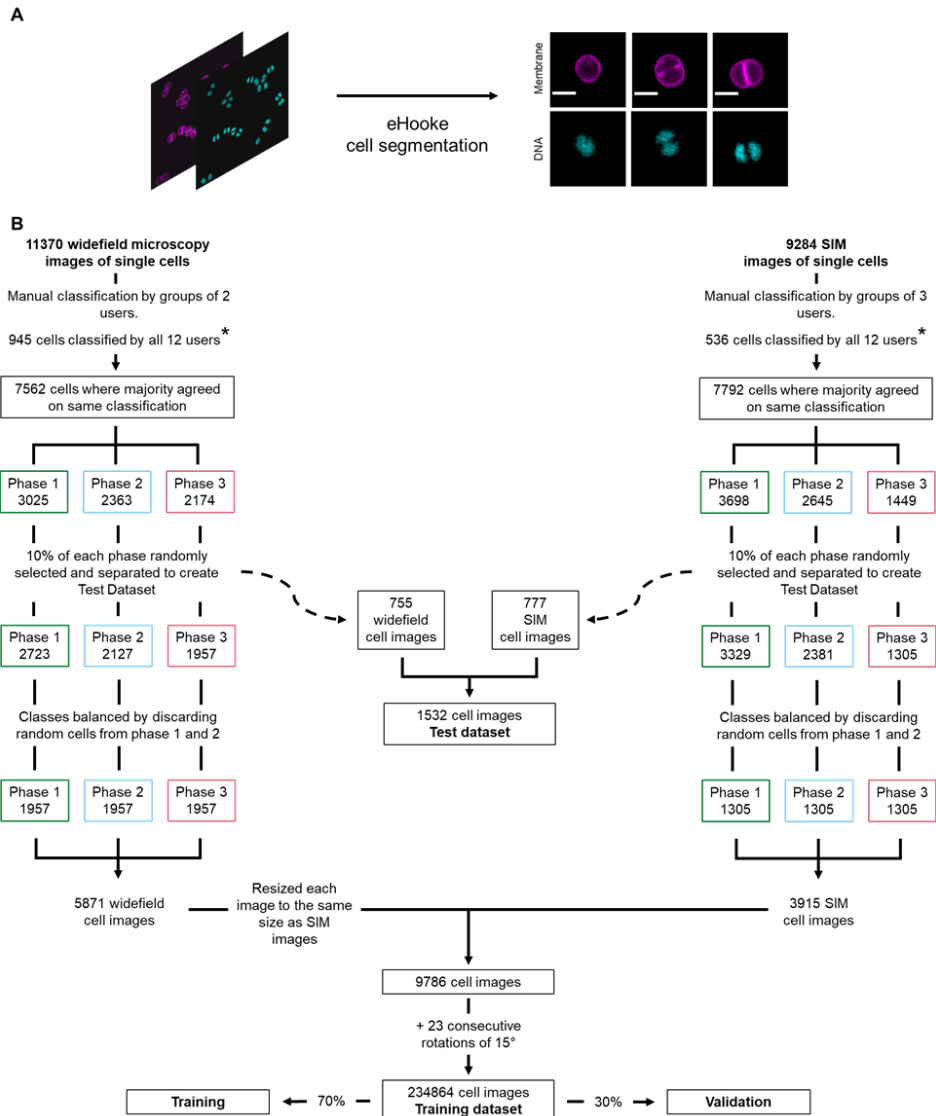 A
eHooke
cell segmentation
Membrane
DNA
B
11370 widefield microscopy
images of single cells
Manual classification by groups of 2
users.
945 cells classified by all 12 users*
7562 cells where majority agreed
on same classification
Phase 1
3025
Phase 2
2363
Phase 3
2174
10% of each phase randomly
selected and separated to create
Test Dataset
Phase 1
2723
Phase 2
2127
Phase 3
1957
Classes balanced by discarding
random cells from phase 1 and 2
Phase 1
1957
Phase 2
1957
Phase 3
1957
5871 widefield
cell images
9284 SIM
images of single cells
Manual classification by groups of 3
users.
536 cells classified by all 12 users*
7792 cells where majority agreed
on same classification
Phase 1
3698
Phase 2
2645
Phase 3
1449
10% of each phase randomly
selected and separated to create
Test Dataset
Phase 1
3329
Phase 2
2381
Phase 3
1305
Classes balanced by discarding
random cells from phase 1 and 2
Phase 1
1305
Phase 2
1305
Phase 3
1305
3915 SIM
cell images
755
widefield
cell images
777
SIM
cell images
1532 cell images
Test dataset
Resized each
image to the same
size as SIM
images
9786 cell images
+ 23 consecutive
rotations of 15°
234864 cell images
Training dataset
70%
Training
30%
Validation